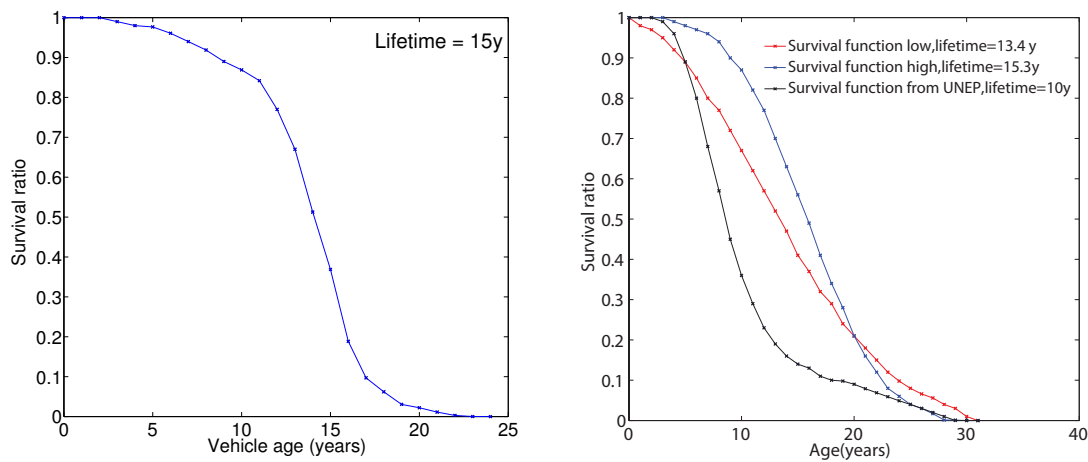 Lifetime = 15y
Survival ratio
1
0.9
0.8
0.7
0.6
0.5
0.4
0.3
0.2
0.1
0
0 5 10 15 20 25
Vehicle age (years)
Survival function low,lifetime=13.4 y
Survival function high,lifetime=15.3y
Survival function from UNEP,lifetime=10y
Survival ratio
1
0.9
0.8
0.7
0.6
0.5
0.4
0.3
0.2
0.1
0
0 10 20 30 40
Age(years)